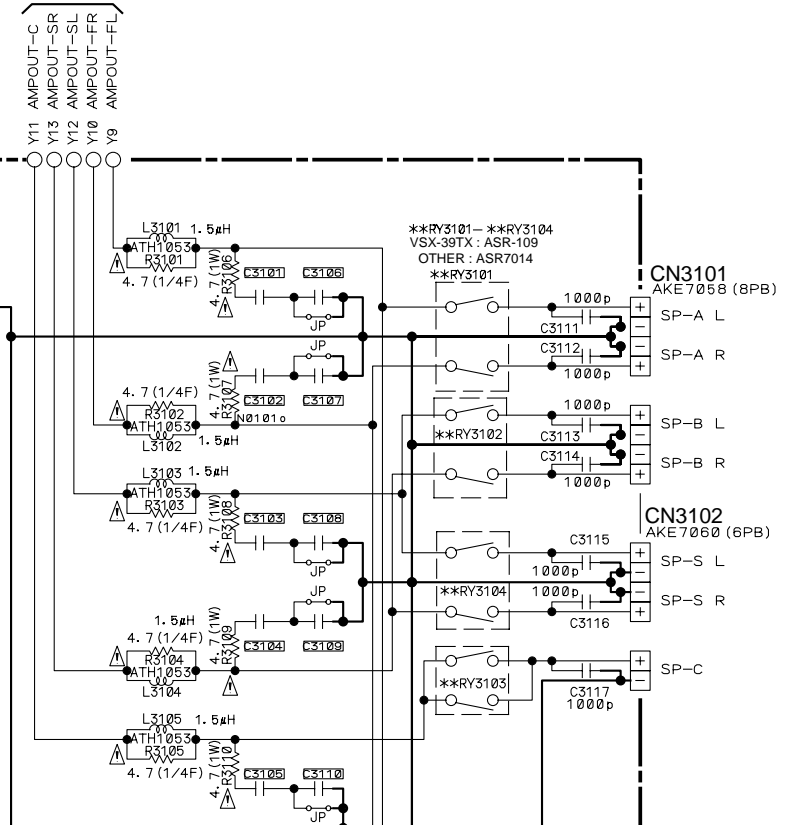 AMPOUT-C
AMPOUT-SR
AMPOUT-SL
AMPOUT-FR
AMPOUT-FL
Y11
Y13
Y12
Y10
Y9
L3101 1.5µH
ATH1053
R3101
4.7(1/4F)
4.7(1W)
R3106
C3101 C3106
JP
**RY3101-**RY3104
VSX-39TX : ASR-109
OTHER : ASR7014
**RY3101
CN3101
AKE7058 (8PB)
1000p
+
SP-A L
C3111
−
−
C3112
SP-A R
+
1000p
JP
4.7(1W)
R3107
C3102 C3107
4.7(1/4F)
R3102
ATH1053
L3102
1.5µH
N0101o
1000p
+
SP-B L
**RY3102
C3113
−
−
C3114
SP-B R
+
1000p
L3103 1.5µH
ATH1053
R3103
4.7(1/4F)
4.7(1W)
R3108
C3103 C3108
JP
CN3102
AKE7060 (6PB)
C3115
+
SP-S L
1000p
−
**RY3104
1000p
−
SP-S R
+
C3116
JP
4.7(1W)
R3109
C3104 C3109
1.5µH
4.7(1/4F)
R3104
ATH1053
L3104
+
SP-C
**RY3103
−
C3117
1000p
L3105 1.5µH
ATH1053
R3105
4.7(1/4F)
4.7(1W)
R3110
C3105 C3110
JP